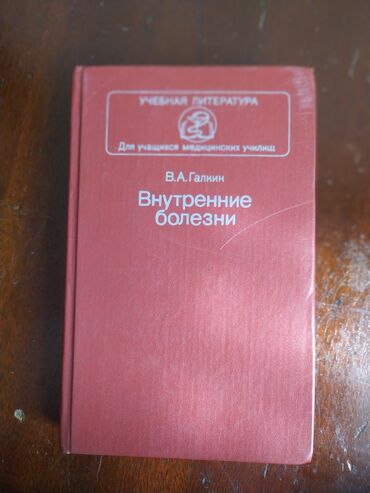 УЧЕБНАЯ ЛИТЕРАТУРА
Для учащихся медицинских училищ
В.А.Галкин
Внутренние
болезни